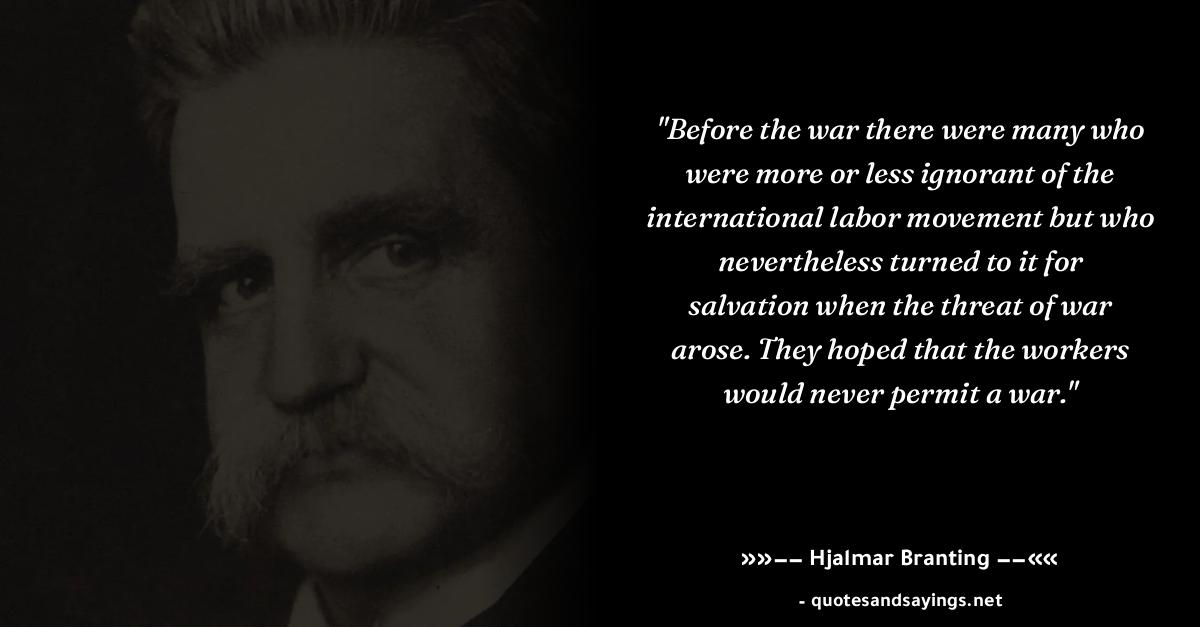 "Before the war there were many who
were more or less ignorant of the
international labor movement but who
nevertheless turned to it for
salvation when the threat of war
arose. They hoped that the workers
would never permit a war."
»»−− Hjalmar Branting −−««
- quotesandsayings.net